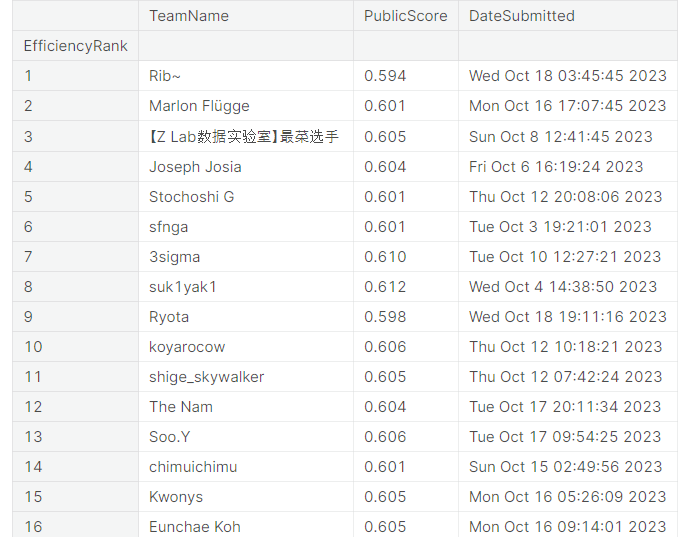 TeamName PublicScore DateSubmitted
EfficiencyRank
1 Rib~ 0.594 Wed Oct 18 03:45:45 2023
2 Marlon Flügge 0.601 Mon Oct 16 17:07:45 2023
3 【Z Lab数据实验室】最菜选手 0.605 Sun Oct 8 12:41:45 2023
4 Joseph Josia 0.604 Fri Oct 6 16:19:24 2023
5 Stochoshi G 0.601 Thu Oct 12 20:08:06 2023
6 sfnga 0.601 Tue Oct 3 19:21:01 2023
7 3sigma 0.610 Tue Oct 10 12:27:21 2023
8 suk1yak1 0.612 Wed Oct 4 14:38:50 2023
9 Ryota 0.598 Wed Oct 18 19:11:16 2023
10 koyarocow 0.606 Thu Oct 12 10:18:21 2023
11 shige_skywalker 0.605 Thu Oct 12 07:42:24 2023
12 The Nam 0.604 Tue Oct 17 20:11:34 2023
13 Soo.Y 0.606 Tue Oct 17 09:54:25 2023
14 chimuichimu 0.601 Sun Oct 15 02:49:56 2023
15 Kwonys 0.605 Mon Oct 16 05:26:09 2023
16 Eunchae Koh 0.605 Mon Oct 16 09:14:01 2023